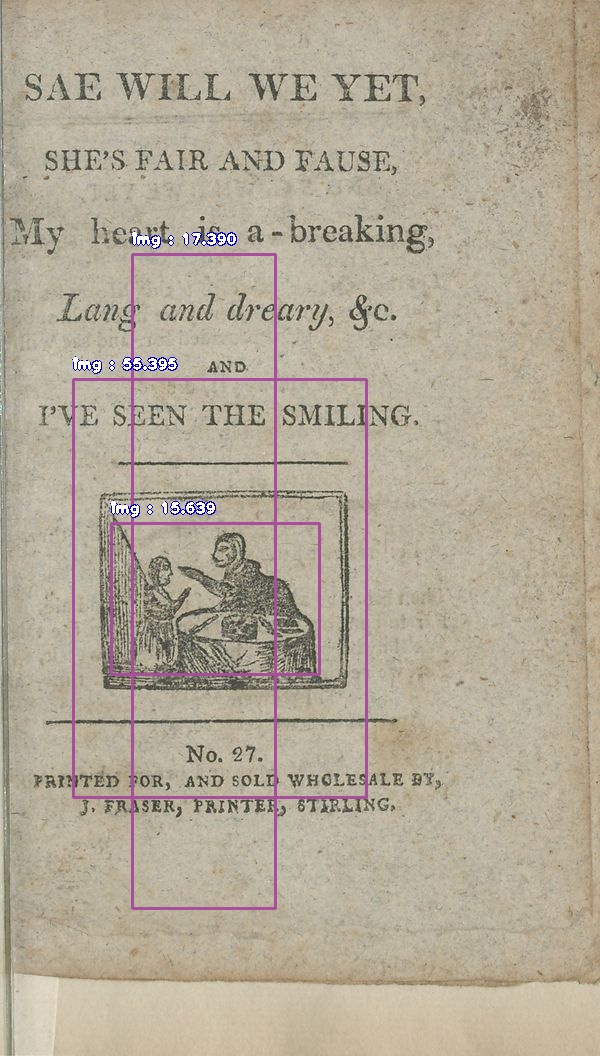 SAE WILL WE YET,
SHE'S FAIR AND FAUSE,
My heart is a-breaking,
Img : 17.390
Lang and dreary, &c.
Img : 55.395
AND
I'VE SEEN THE SMILING.
Img : 15.639
No. 27.
PRINTED FOR, AND SOLD WHOLESALE BY,
J. FRASER, PRINTER, STIRLING.